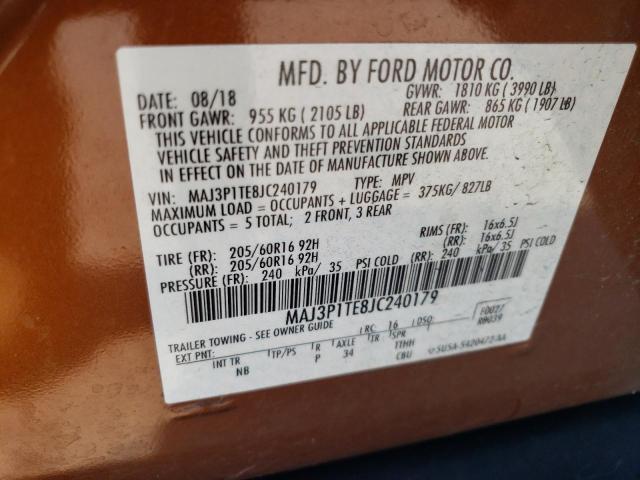 MFD. BY FORD MOTOR CO.
DATE: 08/18 GVWR: 1810 KG (3990 LB)
FRONT GAWR: 955 KG (2105 LB) REAR GAWR: 865 KG (1907 LB)
THIS VEHICLE CONFORMS TO ALL APPLICABLE FEDERAL MOTOR
VEHICLE SAFETY AND THEFT PREVENTION STANDARDS
IN EFFECT ON THE DATE OF MANUFACTURE SHOWN ABOVE.
VIN: MAJ3P1TE8JC240179 TYPE: MPV
MAXIMUM LOAD = OCCUPANTS + LUGGAGE = 375KG/ 827LB
OCCUPANTS = 5 TOTAL; 2 FRONT, 3 REAR
TIRE (FR): 205/60R16 92H RIMS (FR): 16x6.5J
(RR): 205/60R16 92H (RR): 16x6.5J
PRESSURE (FR): 240 kPa/ 35 PSI COLD (RR): 240 kPa/ 35 PSI COLD
MAJ3P1TE8JC240179
TRAILER TOWING - SEE OWNER GUIDE RC: 16 DSO:
EXT PNT: INT TR TP/PS R AXLE TR SPR
NB P 34 TTHH
CBU